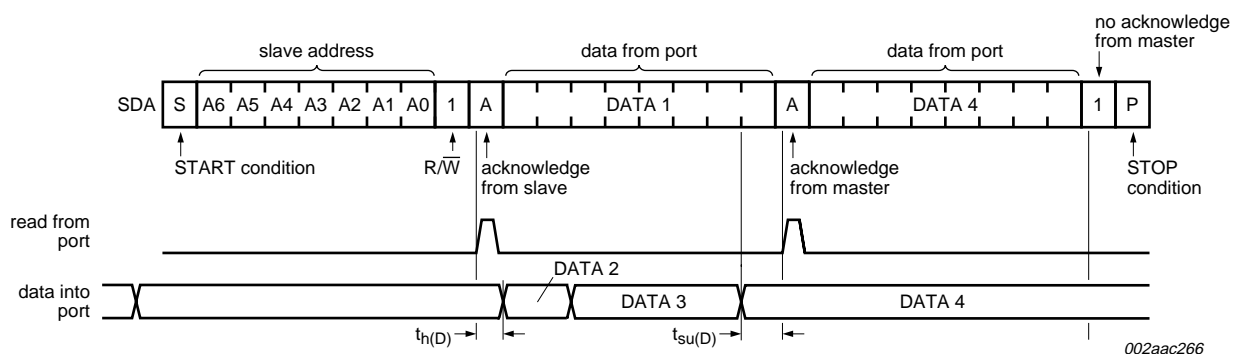 no acknowledge
from master
slave address
data from port
data from port
SDA
S
A6
A5
A4
A3
A2
A1
A0
1
A
DATA 1
A
DATA 4
1
P
START condition
R/W̅
acknowledge
from slave
acknowledge
from master
STOP
condition
read from
port
DATA 2
data into
port
DATA 3
DATA 4
th(D)
tsu(D)
002aac266